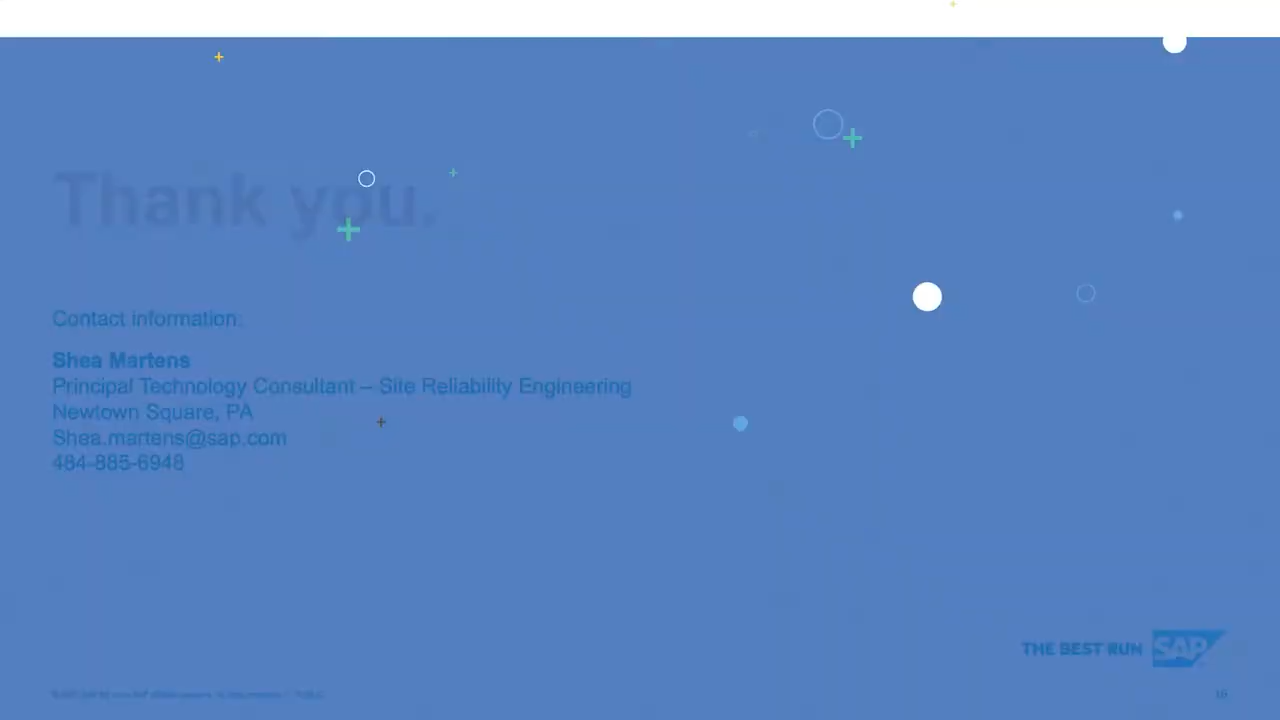 Thank you.
Contact information:
Shea Martens
Principal Technology Consultant – Site Reliability Engineering
Newtown Square, PA
Shea.martens@sap.com
484-885-6948
THE BEST RUN SAP
16